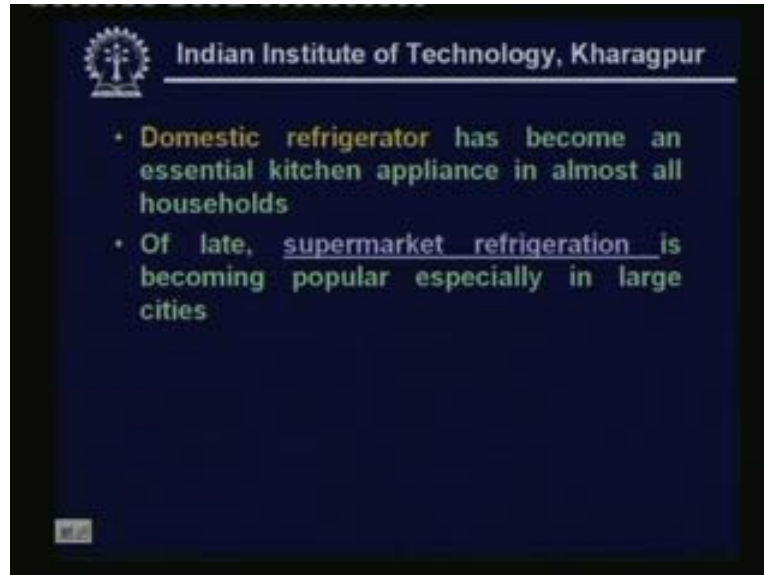 Indian Institute of Technology, Kharagpur
• Domestic refrigerator has become an
essential kitchen appliance in almost all
households
• Of late, supermarket refrigeration is
becoming popular especially in large
cities